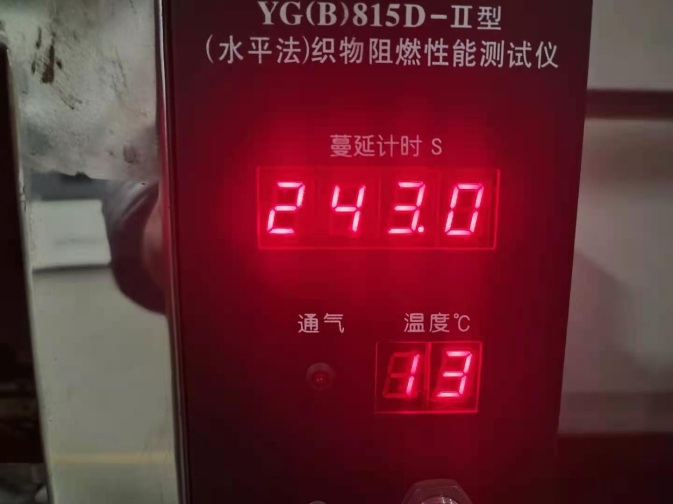 YG(B)815D-Ⅱ型
(水平法)织物阻燃性能测试仪
蔓延计时 S
243.0
通气 温度℃
13